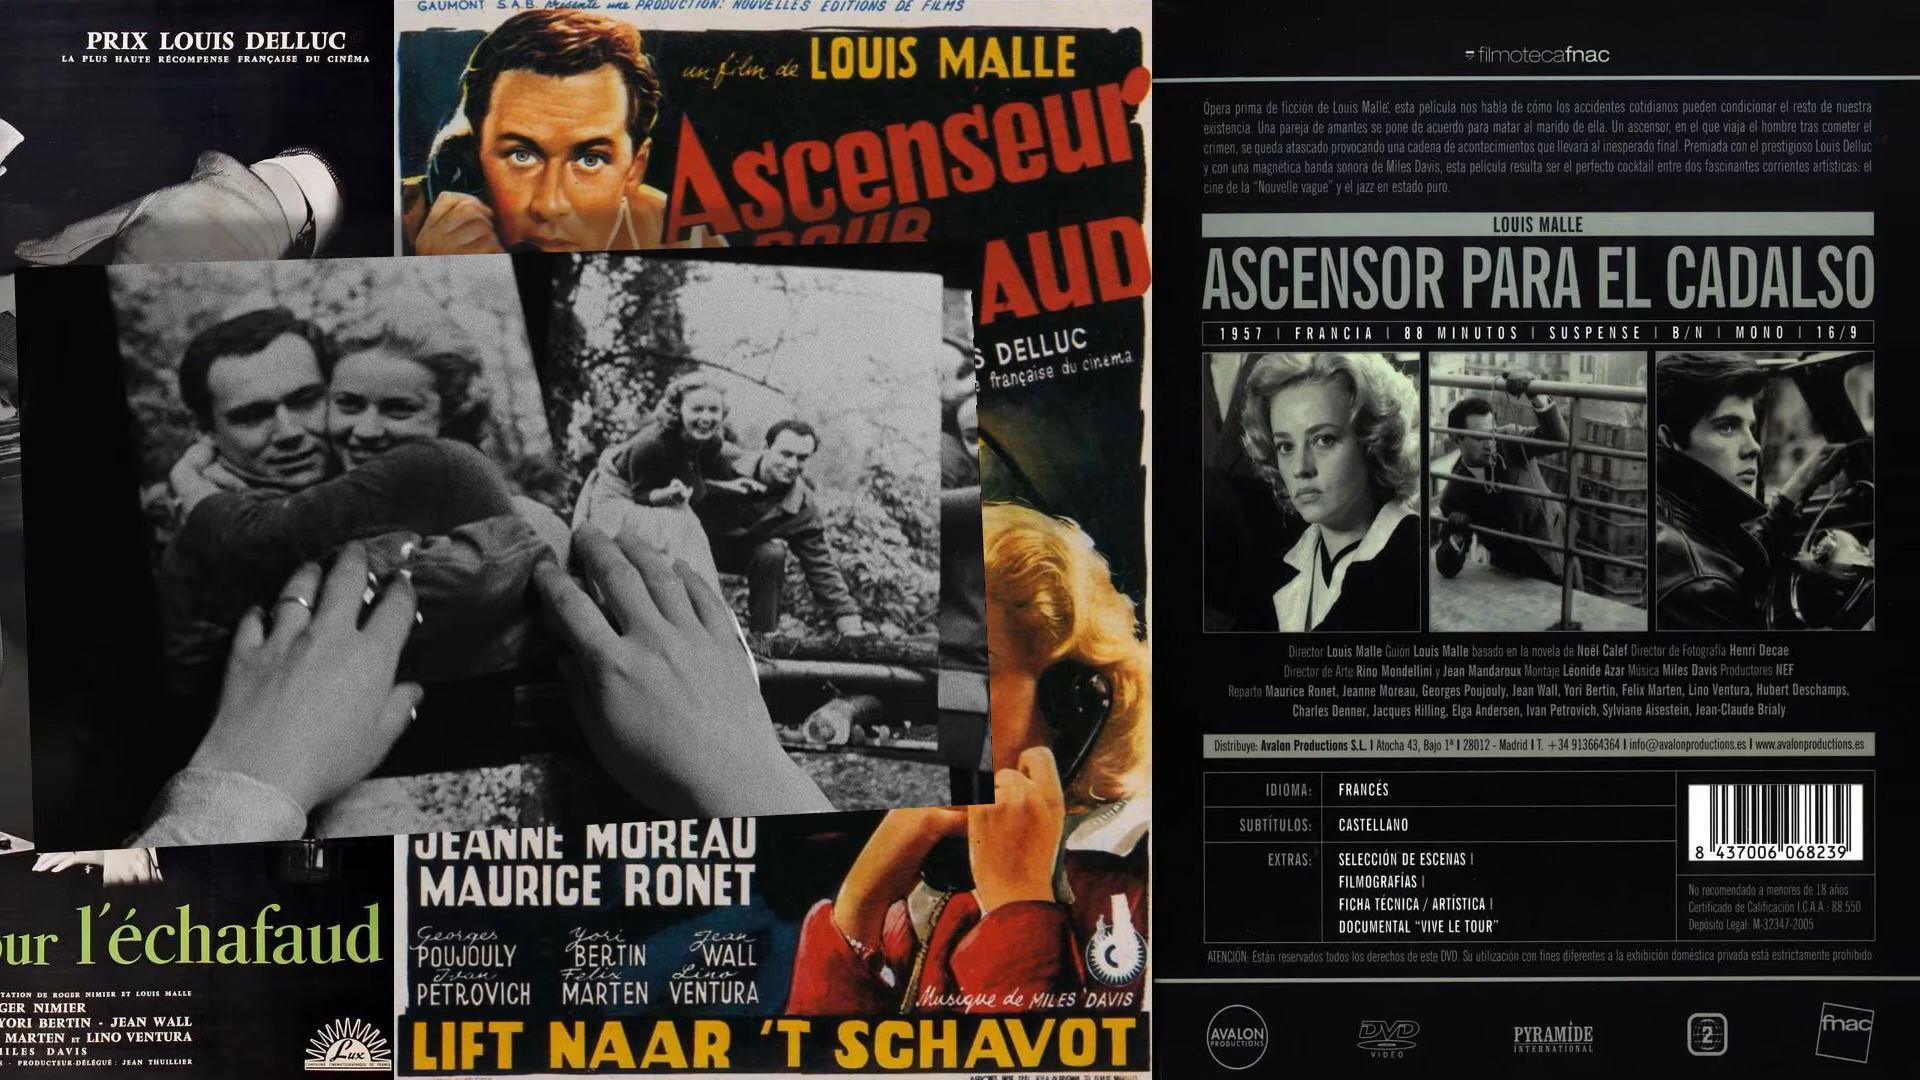 PRIX LOUIS DELLUC
LA PLUS HAUTE RÉCOMPENSE FRANÇAISE DU CINÉMA
our l'échafaud
TATION DE ROGER NIMIER ET LOUIS MALLE
GER NIMIER
YORI BERTIN - JEAN WALL
MARTEN ET LINO VENTURA
MILES DAVIS
- PRODUCTEUR-DÉLÉGUÉ: JEAN THUILLIER
Lux
GAUMONT S.A.B. présente une PRODUCTION: NOUVELLES EDITIONS DE FILMS
un film de LOUIS MALLE
Ascenseur
POUR
AUD
S DELLUC
française du cinéma
JEANNE MOREAU
MAURICE RONET
Georges POUJOULY
Yori BERTIN
Jean WALL
Ivan PÉTROVICH
Felix MARTEN
Lino VENTURA
Musique de MILES DAVIS
LIFT NAAR 'T SCHAVOT
filmotecafnac
Ópera prima de ficción de Louis Malle; esta película nos habla de cómo los accidentes cotidianos pueden condicionar el resto de nuestra
existencia. Una pareja de amantes se pone de acuerdo para matar al marido de ella. Un ascensor, en el que viaja el hombre tras cometer el
crimen, se queda atascado provocando una cadena de acontecimientos que llevará al inesperado final. Premiada con el prestigioso Louis Delluc
y con una magnética banda sonora de Miles Davis, esta película resulta ser el perfecto cocktail entre dos fascinantes corrientes artísticas: el
cine de la "Nouvelle vague" y el jazz en estado puro.
LOUIS MALLE
ASCENSOR PARA EL CADALSO
1957 | FRANCIA | 88 MINUTOS | SUSPENSE | B/N | MONO | 16/9
Director Louis Malle Guión Louis Malle basado en la novela de Noël Calef Director de Fotografía Henri Decae
Director de Arte Rino Mondellini y Jean Mandaroux Montaje Léonide Azar Música Miles Davis Productores NEF
Reparto Maurice Ronet, Jeanne Moreau, Georges Poujouly, Jean Wall, Yori Bertin, Felix Marten, Lino Ventura, Hubert Deschamps,
Charles Denner, Jacques Hilling, Elga Andersen, Ivan Petrovich, Sylviane Aisestein, Jean-Claude Brialy
Distribuye: Avalon Productions S.L. | Atocha 43, Bajo 1ª | 28012 - Madrid | T. +34 913664364 | info@avalonproductions.es | www.avalonproductions.es
IDIOMA: FRANCÉS
SUBTÍTULOS: CASTELLANO
EXTRAS: SELECCIÓN DE ESCENAS |
FILMOGRAFÍAS |
FICHA TÉCNICA / ARTÍSTICA |
DOCUMENTAL "VIVE LE TOUR"
8 437006 068239
No recomendado a menores de 18 años
Certificado de Calificación I.C.A.A.: 88.550
Depósito Legal: M-32347-2005
ATENCIÓN: Están reservados todos los derechos de este DVD. Su utilización con fines diferentes a la exhibición doméstica privada está estrictamente prohibido
AVALON PRODUCTIONS
DVD VIDEO
PYRAMIDE INTERNATIONAL
2
fnac